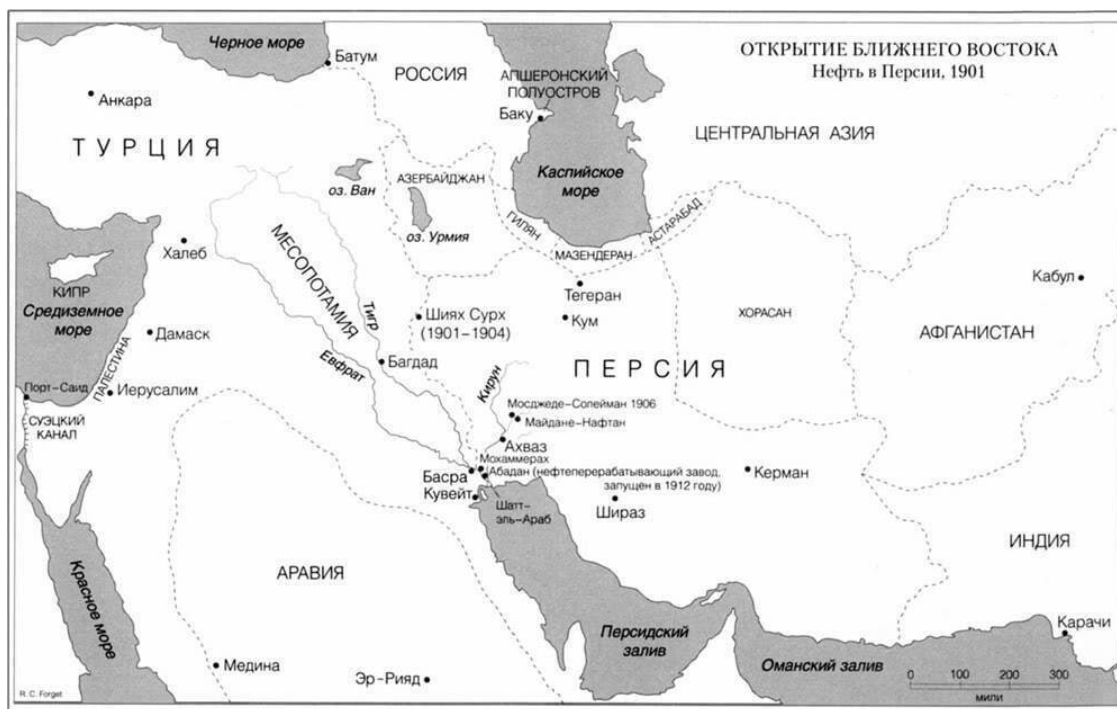 ОТКРЫТИЕ БЛИЖНЕГО ВОСТОКА
Нефть в Персии, 1901
Черное море
Батум
РОССИЯ
АПШЕРОНСКИЙ
ПОЛУОСТРОВ
Баку
Анкара
ЦЕНТРАЛЬНАЯ АЗИЯ
ТУРЦИЯ
оз. Ван
АЗЕРБАЙДЖАН
Каспийское
море
оз. Урмия
ГИЛЯН
АСТАРАБАД
МАЗЕНДЕРАН
Халеб
МЕСОПОТАМИЯ
КИПР
Средиземное
море
Тигр
Шиях Сурх
(1901–1904)
Тегеран
Кум
ХОРАСАН
Кабул
АФГАНИСТАН
Дамаск
ПАЛЕСТИНА
Евфрат
Багдад
Кирун
ПЕРСИЯ
Порт–Саид
Иерусалим
СУЭЦКИЙ
КАНАЛ
Мосджеде–Солейман 1906
Майдане–Нафтан
Ахваз
Мохаммерах
Басра
Абадан (нефтеперерабатывающий завод,
запущен в 1912 году)
Керман
Кувейт
Шатт–
эль–Араб
Шираз
ИНДИЯ
АРАВИЯ
Красное море
Персидский
залив
Карачи
Оманский залив
Медина
Эр–Рияд
0 100 200 300
МИЛИ
R. C. Forget